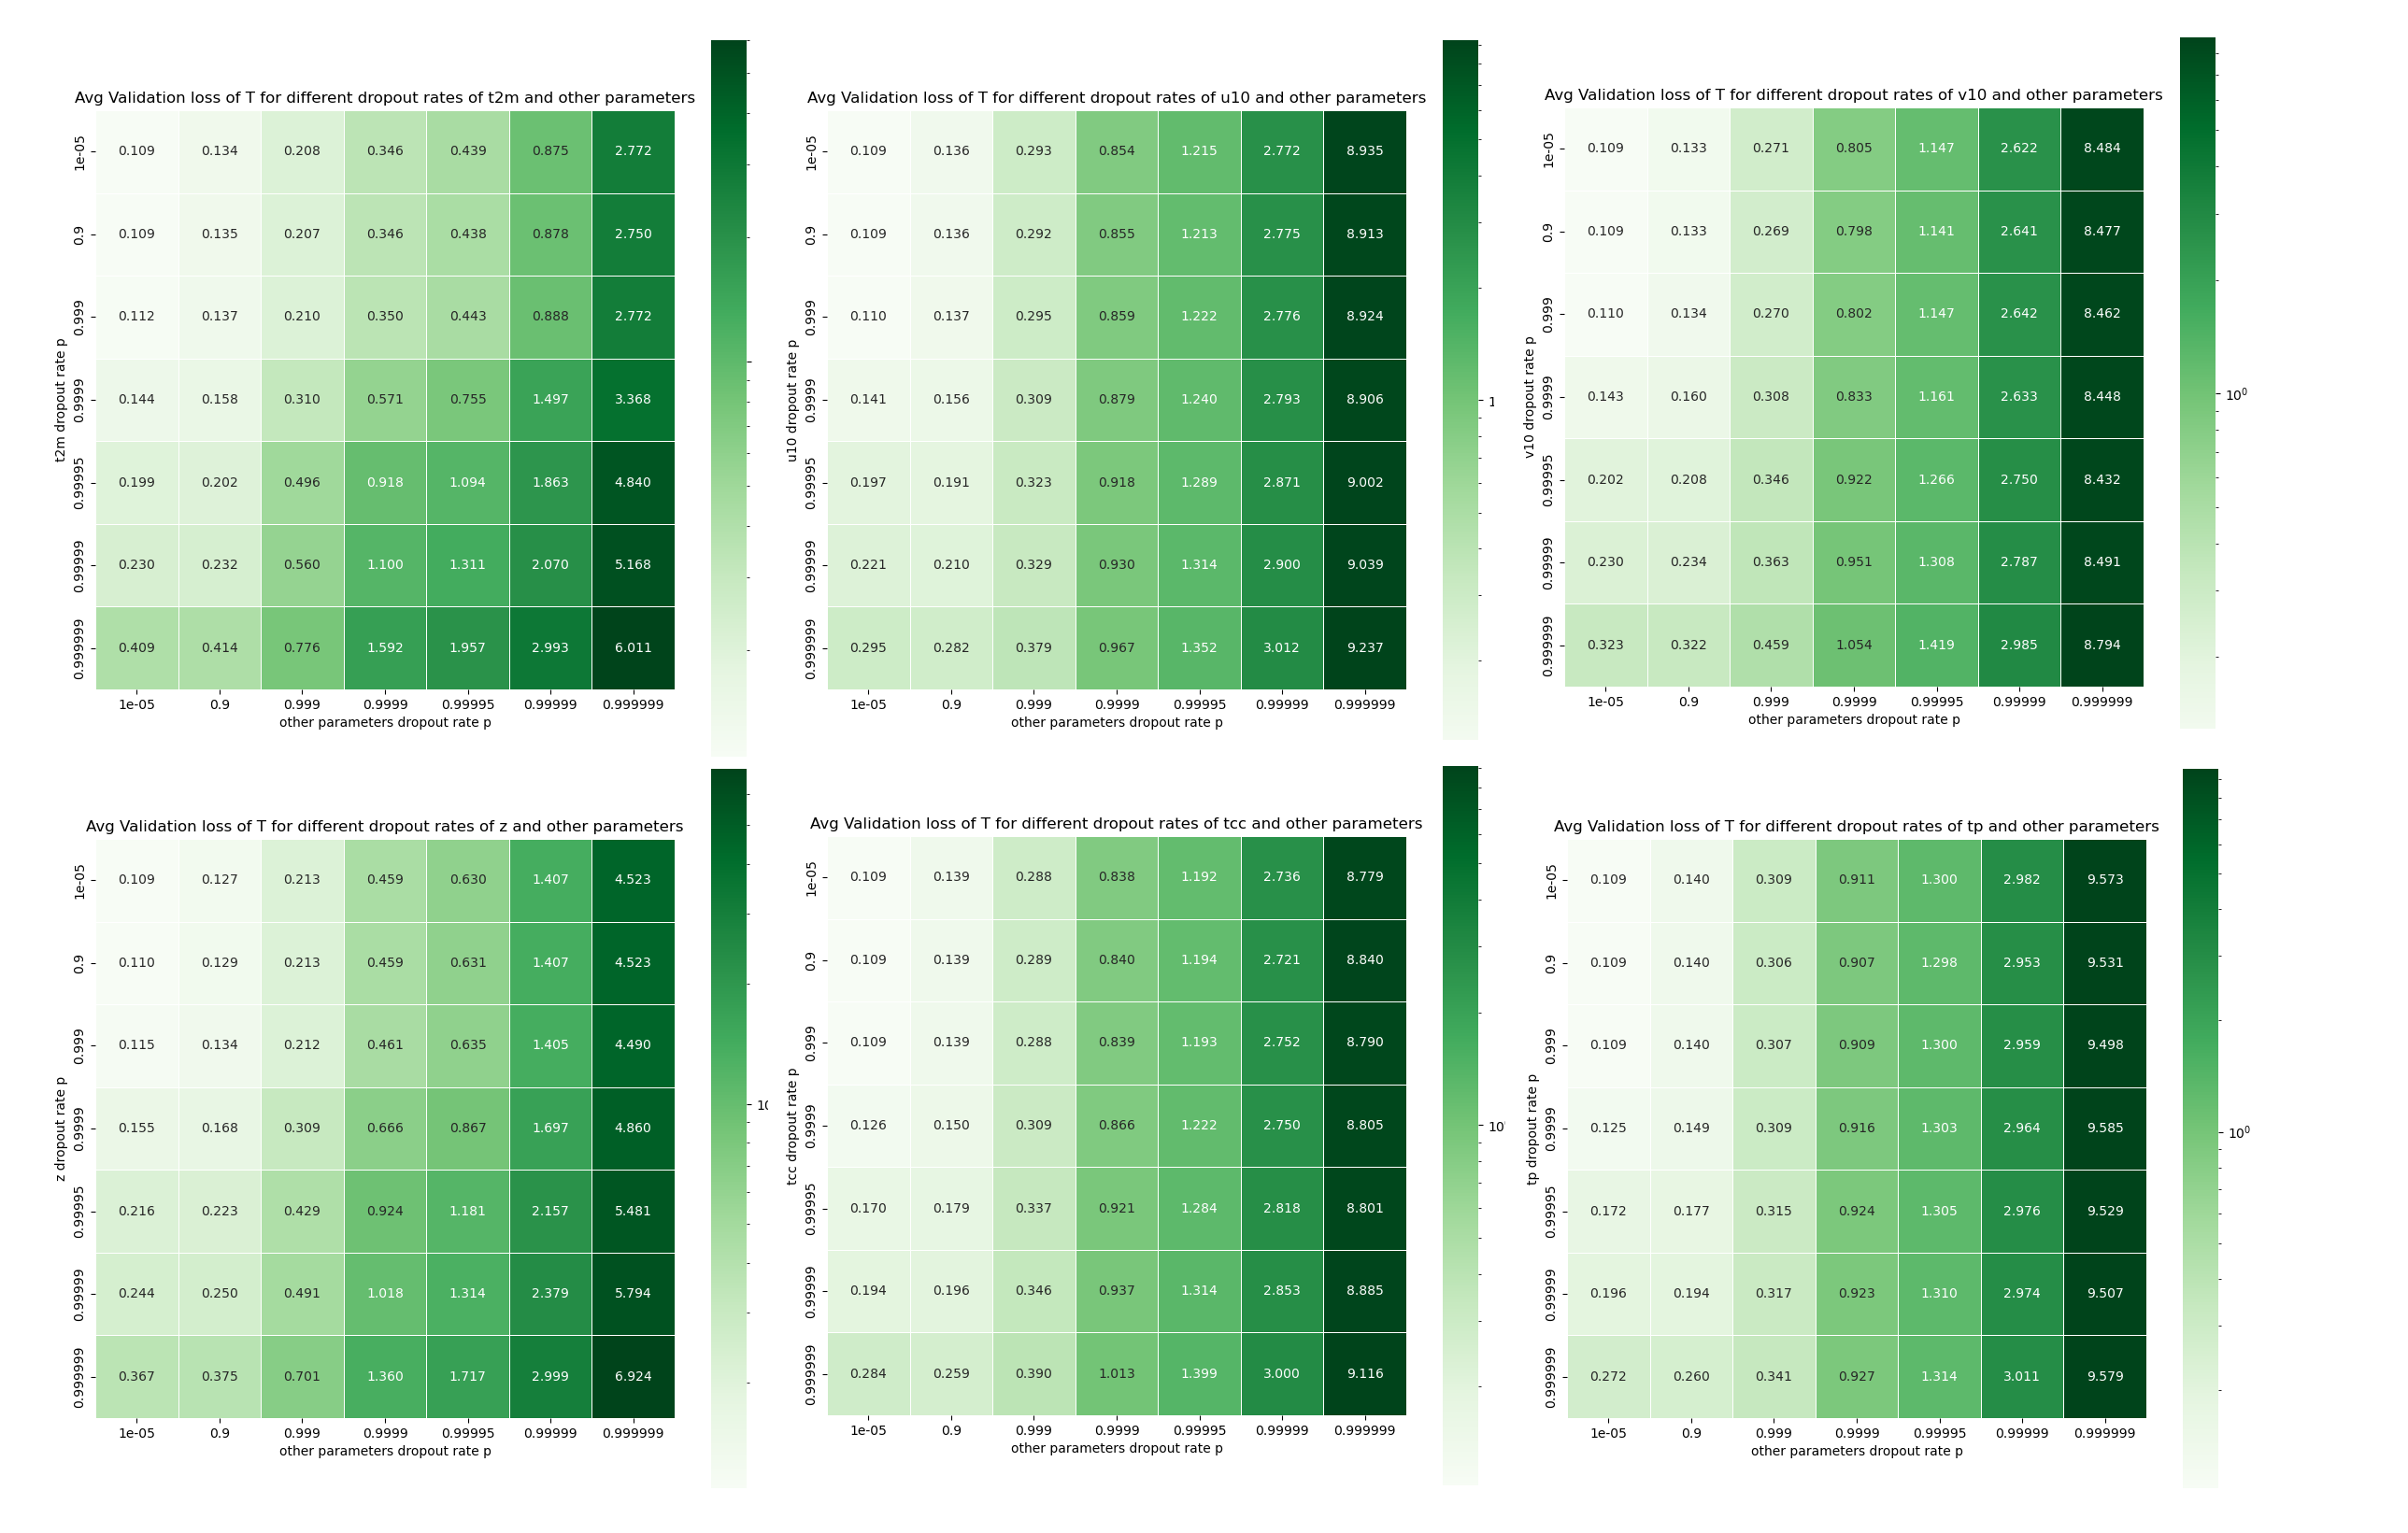 Avg Validation loss of T for different dropout rates of t2m and other parameters
t2m dropout rate p
1e-05 0.109 0.134 0.208 0.346 0.439 0.875 2.772
0.9 0.109 0.135 0.207 0.346 0.438 0.878 2.750
0.999 0.112 0.137 0.210 0.350 0.443 0.888 2.772
0.9999 0.144 0.158 0.310 0.571 0.755 1.497 3.368
0.99995 0.199 0.202 0.496 0.918 1.094 1.863 4.840
0.99999 0.230 0.232 0.560 1.100 1.311 2.070 5.168
0.999999 0.409 0.414 0.776 1.592 1.957 2.993 6.011
1e-05 0.9 0.999 0.9999 0.99995 0.99999 0.999999
other parameters dropout rate p
Avg Validation loss of T for different dropout rates of u10 and other parameters
u10 dropout rate p
1e-05 0.109 0.136 0.293 0.854 1.215 2.772 8.935
0.9 0.109 0.136 0.292 0.855 1.213 2.775 8.913
0.999 0.110 0.137 0.295 0.859 1.222 2.776 8.924
0.9999 0.141 0.156 0.309 0.879 1.240 2.793 8.906
0.99995 0.197 0.191 0.323 0.918 1.289 2.871 9.002
0.99999 0.221 0.210 0.329 0.930 1.314 2.900 9.039
0.999999 0.295 0.282 0.379 0.967 1.352 3.012 9.237
1e-05 0.9 0.999 0.9999 0.99995 0.99999 0.999999
other parameters dropout rate p
Avg Validation loss of T for different dropout rates of v10 and other parameters
v10 dropout rate p
1e-05 0.109 0.133 0.271 0.805 1.147 2.622 8.484
0.9 0.109 0.133 0.269 0.798 1.141 2.641 8.477
0.999 0.110 0.134 0.270 0.802 1.147 2.642 8.462
0.9999 0.143 0.160 0.308 0.833 1.161 2.633 8.448
0.99995 0.202 0.208 0.346 0.922 1.266 2.750 8.432
0.99999 0.230 0.234 0.363 0.951 1.308 2.787 8.491
0.999999 0.323 0.322 0.459 1.054 1.419 2.985 8.794
1e-05 0.9 0.999 0.9999 0.99995 0.99999 0.999999
other parameters dropout rate p
10⁰
Avg Validation loss of T for different dropout rates of z and other parameters
z dropout rate p
1e-05 0.109 0.127 0.213 0.459 0.630 1.407 4.523
0.9 0.110 0.129 0.213 0.459 0.631 1.407 4.523
0.999 0.115 0.134 0.212 0.461 0.635 1.405 4.490
0.9999 0.155 0.168 0.309 0.666 0.867 1.697 4.860
0.99995 0.216 0.223 0.429 0.924 1.181 2.157 5.481
0.99999 0.244 0.250 0.491 1.018 1.314 2.379 5.794
0.999999 0.367 0.375 0.701 1.360 1.717 2.999 6.924
1e-05 0.9 0.999 0.9999 0.99995 0.99999 0.999999
other parameters dropout rate p
Avg Validation loss of T for different dropout rates of tcc and other parameters
tcc dropout rate p
1e-05 0.109 0.139 0.288 0.838 1.192 2.736 8.779
0.9 0.109 0.139 0.289 0.840 1.194 2.721 8.840
0.999 0.109 0.139 0.288 0.839 1.193 2.752 8.790
0.9999 0.126 0.150 0.309 0.866 1.222 2.750 8.805
0.99995 0.170 0.179 0.337 0.921 1.284 2.818 8.801
0.99999 0.194 0.196 0.346 0.937 1.314 2.853 8.885
0.999999 0.284 0.259 0.390 1.013 1.399 3.000 9.116
1e-05 0.9 0.999 0.9999 0.99995 0.99999 0.999999
other parameters dropout rate p
10
Avg Validation loss of T for different dropout rates of tp and other parameters
tp dropout rate p
1e-05 0.109 0.140 0.309 0.911 1.300 2.982 9.573
0.9 0.109 0.140 0.306 0.907 1.298 2.953 9.531
0.999 0.109 0.140 0.307 0.909 1.300 2.959 9.498
0.9999 0.125 0.149 0.309 0.916 1.303 2.964 9.585
0.99995 0.172 0.177 0.315 0.924 1.305 2.976 9.529
0.99999 0.196 0.194 0.317 0.923 1.310 2.974 9.507
0.999999 0.272 0.260 0.341 0.927 1.314 3.011 9.579
1e-05 0.9 0.999 0.9999 0.99995 0.99999 0.999999
other parameters dropout rate p
10⁰